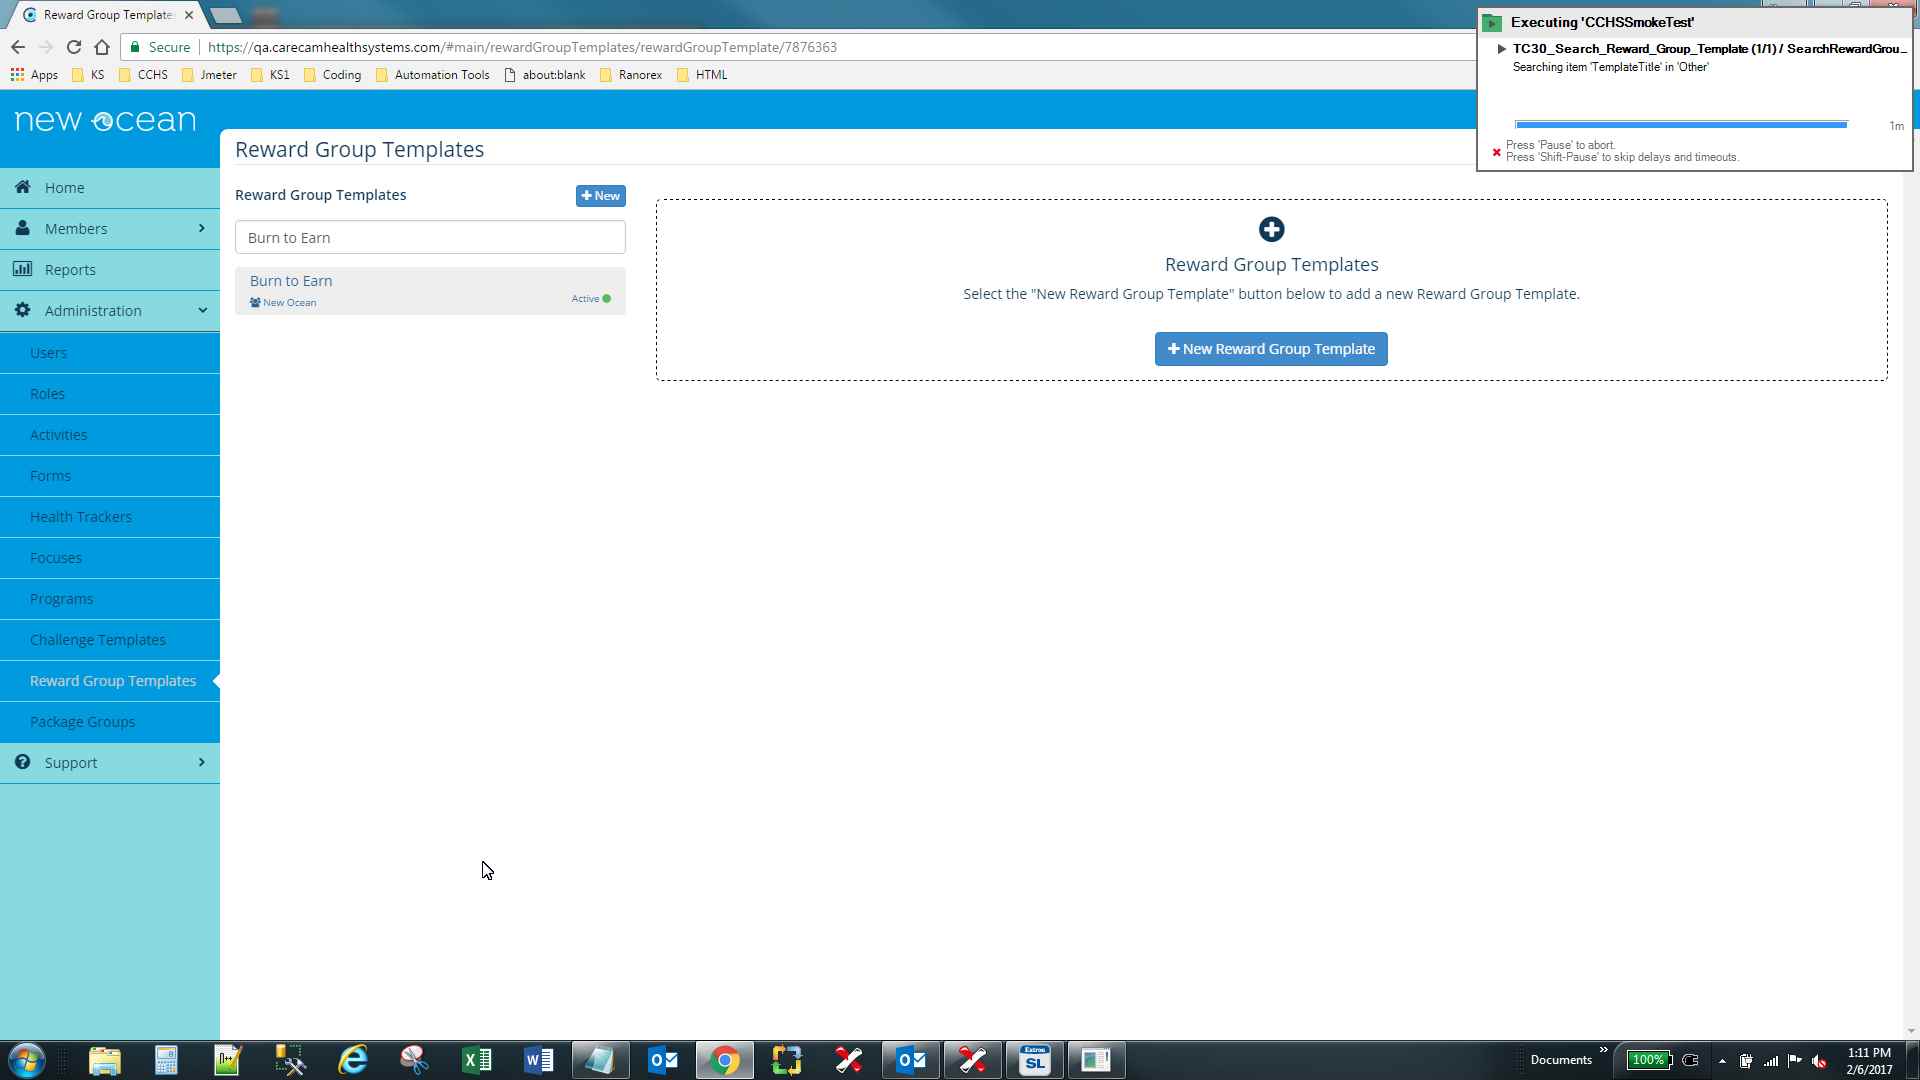 Reward Group Template
Secure
https://qa.carecamhealthsystems.com/#main/rewardGroupTemplates/rewardGroupTemplate/7876363
Apps
KS
CCHS
Jmeter
KS1
Coding
Automation Tools
about:blank
Ranorex
HTML
Executing 'CCHSSmokeTest'
TC30_Search_Reward_Group_Template (1/1) / SearchRewardGrou...
Searching item 'TemplateTitle' in 'Other'
1m
Press 'Pause' to abort.
Press 'Shift-Pause' to skip delays and timeouts.
new ocean
Home
Members
Reports
Administration
Users
Roles
Activities
Forms
Health Trackers
Focuses
Programs
Challenge Templates
Reward Group Templates
Package Groups
Support
Reward Group Templates
Reward Group Templates
New
Burn to Earn
Burn to Earn
New Ocean
Active
Reward Group Templates
Select the "New Reward Group Template" button below to add a new Reward Group Template.
New Reward Group Template
Extron
SL
Documents
100%
1:11 PM
2/6/2017